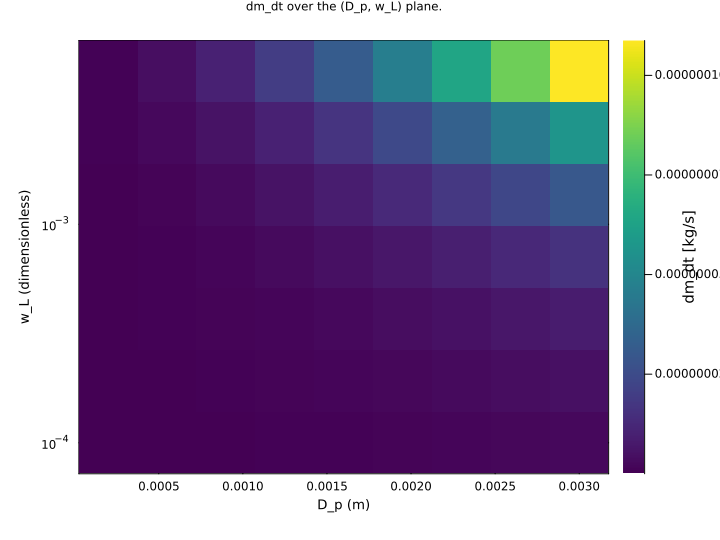 dm_dt over the (D_p, w_L) plane.
w_L (dimensionless)
10⁻³
10⁻⁴
0.0005 0.0010 0.0015 0.0020 0.0025 0.0030
D_p (m)
dm_dt [kg/s]